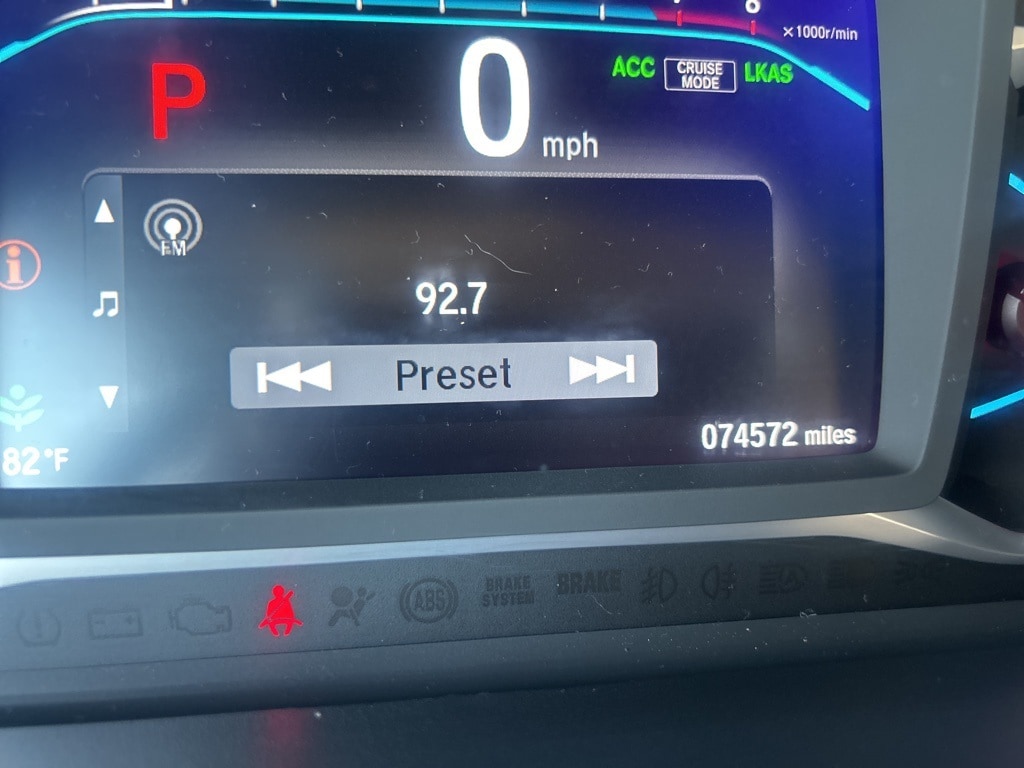 ×1000r/min
P
0 mph
ACC CRUISE MODE LKAS
FM
92.7
Preset
074572 miles
82°F
ABS
BRAKE SYSTEM
BRAKE
A